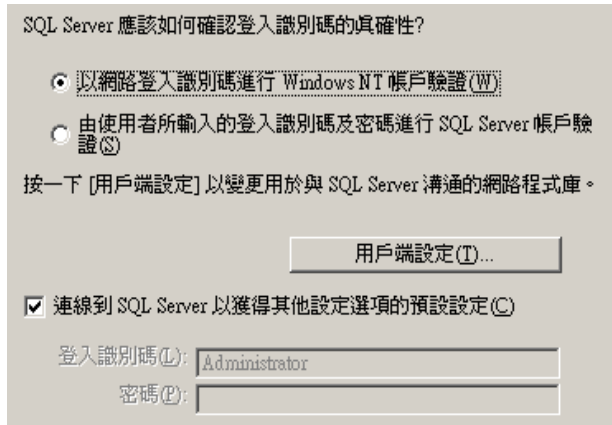 SQL Server 應該如何確認登入識別碼的真確性?
以網路登入識別碼進行 Windows NT 帳戶驗證(W)
由使用者所輸入的登入識別碼及密碼進行 SQL Server 帳戶驗
證(S)
按一下 [用戶端設定] 以變更用於與 SQL Server 溝通的網路程式庫。
用戶端設定(T)...
連線到 SQL Server 以獲得其他設定選項的預設設定(C)
登入識別碼(L): Administrator
密碼(P):